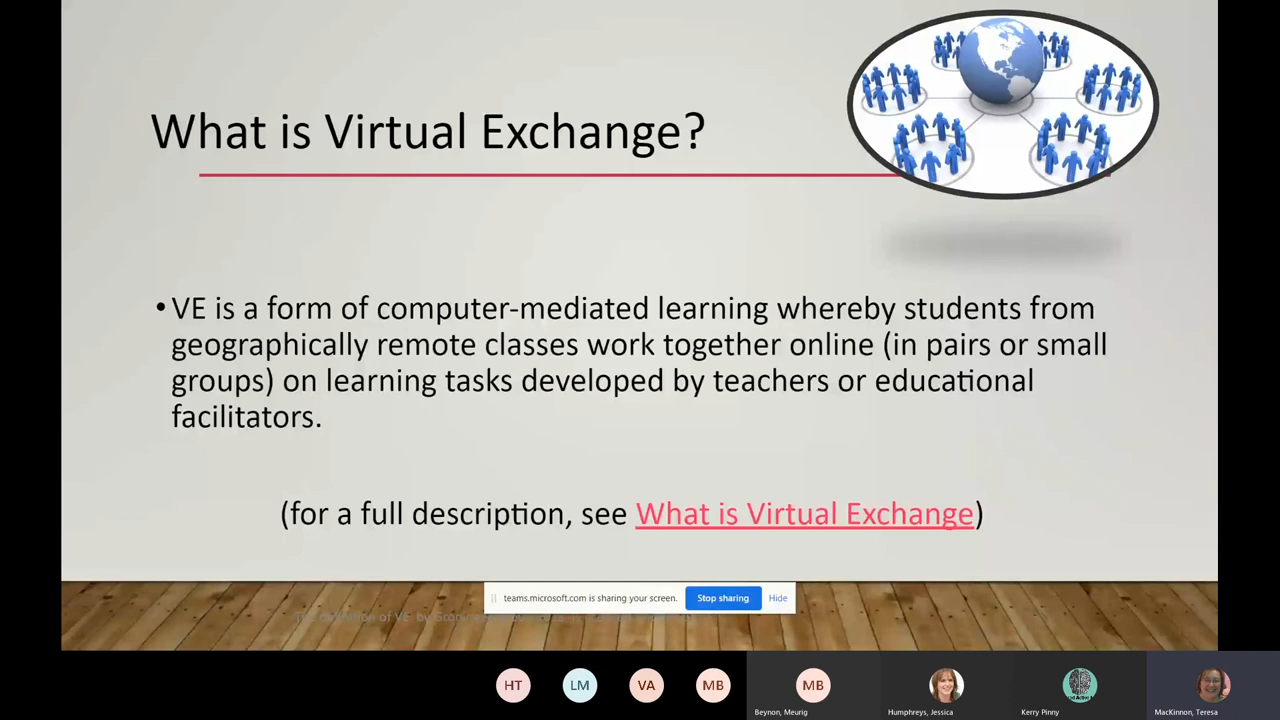 What is Virtual Exchange?
• VE is a form of computer-mediated learning whereby students from
geographically remote classes work together online (in pairs or small
groups) on learning tasks developed by teachers or educational
facilitators.
(for a full description, see What is Virtual Exchange)
teams.microsoft.com is sharing your screen.
Stop sharing
Hide
of VE by
HT
LM
VA
MB
MB
Beynon, Meurig
Humphreys, Jessica
Kerry Pinny
MacKinnon, Teresa